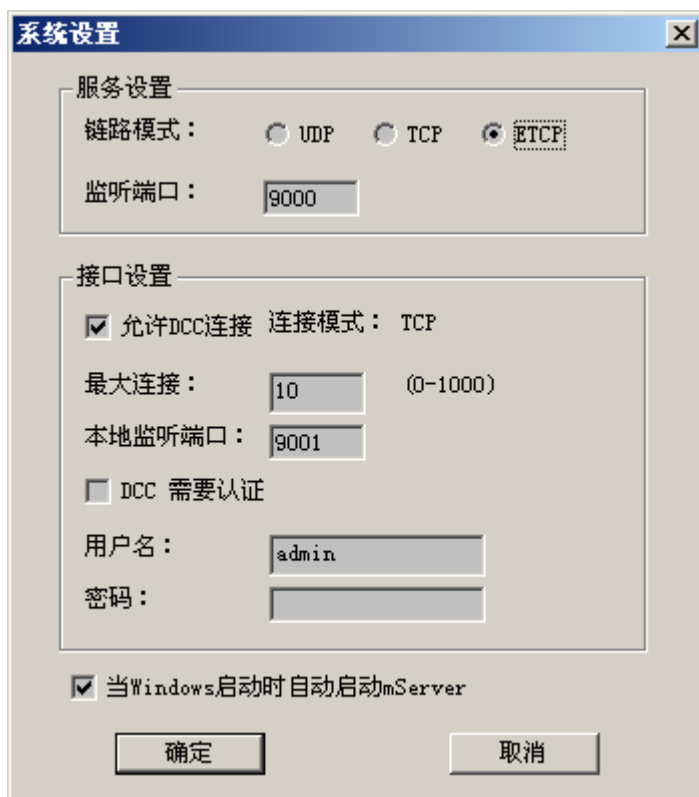 系统设置
服务设置
链路模式： UDP TCP ETCP
监听端口： 9000
接口设置
允许DCC连接 连接模式： TCP
最大连接： 10 (0-1000)
本地监听端口： 9001
DCC 需要认证
用户名： admin
密码：
当Windows启动时自动启动mServer
确定 取消